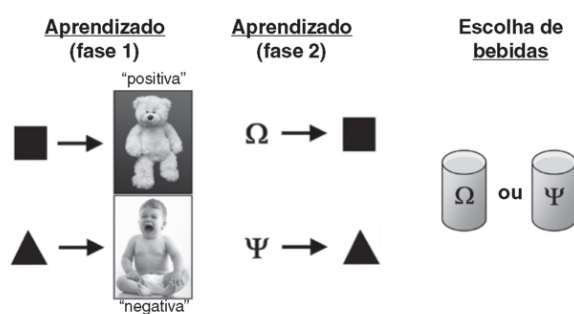 Aprendizado
(fase 1)
Aprendizado
(fase 2)
Escolha de
bebidas
“positiva”
Ω
Ψ
“negativa”
Ω ou Ψ